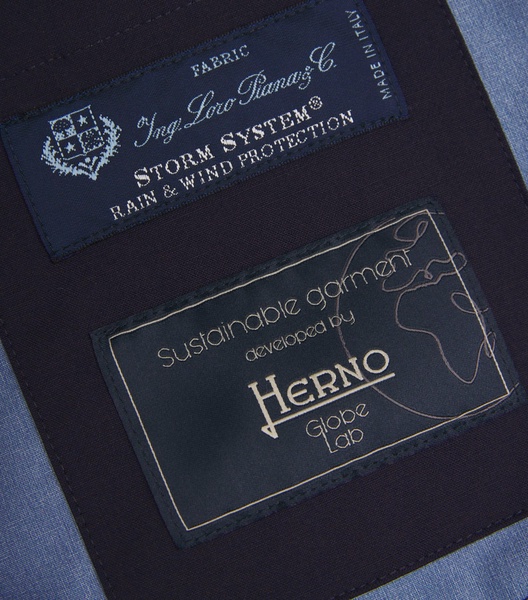 FABRIC
Ing. Loro Piana & C.
STORM SYSTEM®
RAIN & WIND PROTECTION
MADE IN ITALY
Sustainable garment
developed by
HERNO
Globe
Lab